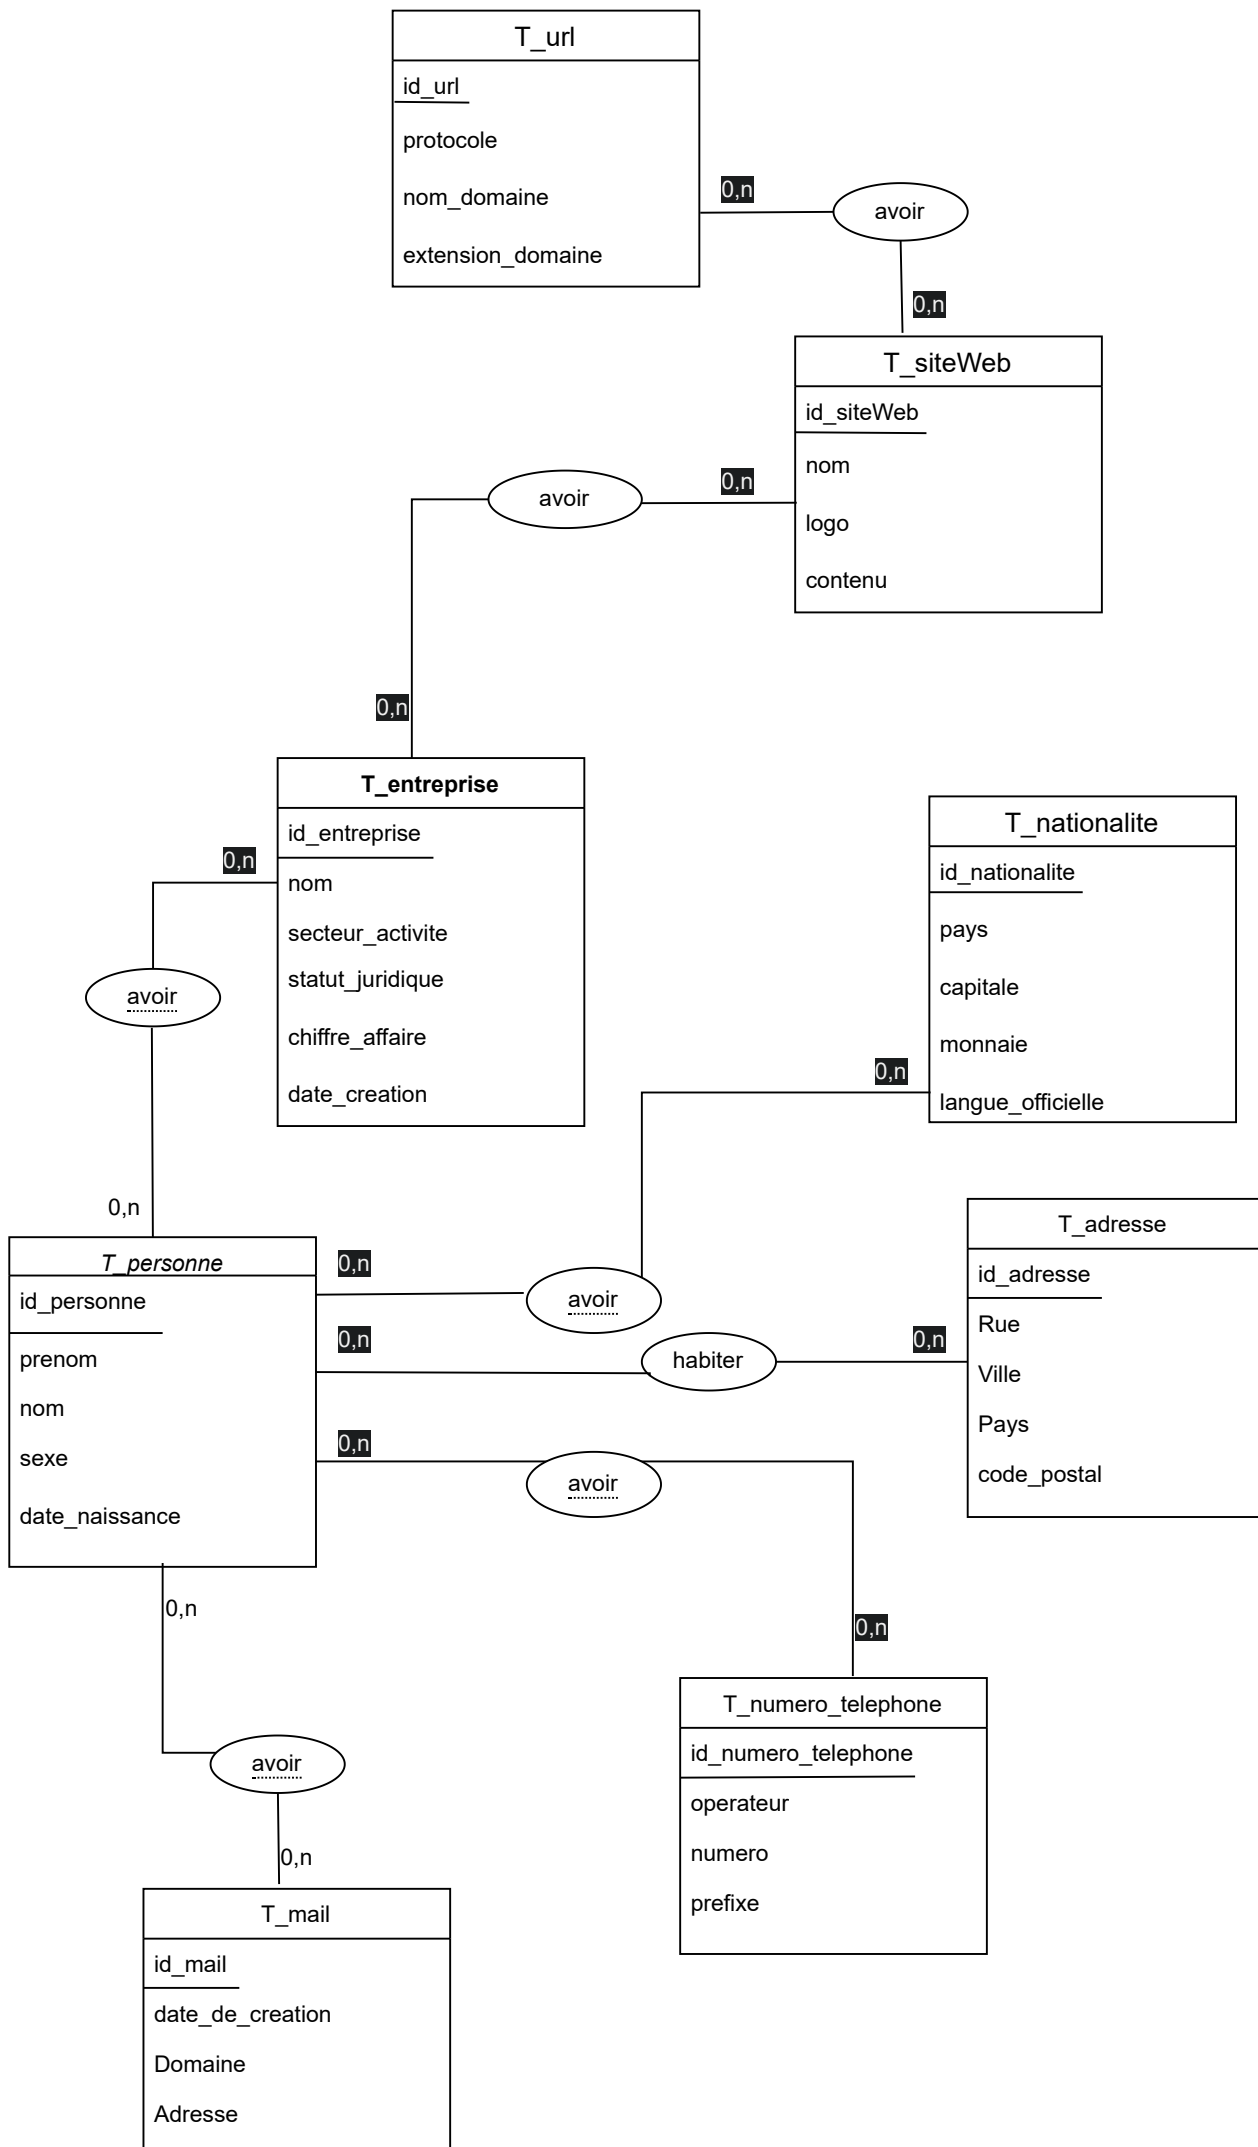 T_url
id_url
protocole
nom_domaine
extension_domaine
0,n
avoir
0,n
T_siteWeb
id_siteWeb
nom
logo
contenu
0,n
avoir
0,n
T_entreprise
id_entreprise
nom
secteur_activite
statut_juridique
chiffre_affaire
date_creation
0,n
avoir
0,n
T_nationalite
id_nationalite
pays
capitale
monnaie
langue_officielle
0,n
T_personne
id_personne
prenom
nom
sexe
date_naissance
0,n
avoir
0,n
habiter
0,n
T_adresse
id_adresse
Rue
Ville
Pays
code_postal
0,n
avoir
0,n
T_numero_telephone
id_numero_telephone
operateur
numero
prefixe
0,n
avoir
0,n
T_mail
id_mail
date_de_creation
Domaine
Adresse